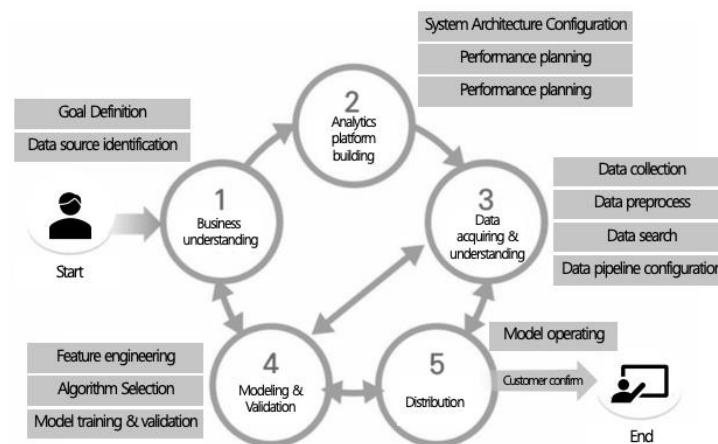 System Architecture Configuration
Performance planning
Performance planning
Goal Definition
Data source identification
2
Analytics
platform
building
1
Business
understanding
3
Data
acquiring &
understanding
Data collection
Data preprocess
Data search
Data pipeline configuration
Start
Feature engineering
Algorithm Selection
Model training & validation
4
Modeling &
Validation
5
Distribution
Model operating
Customer confirm
End